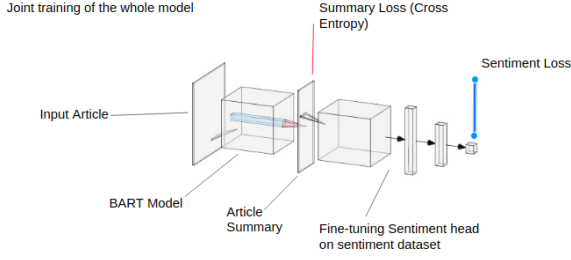 Joint training of the whole model
Summary Loss (Cross
Entropy)
Sentiment Loss
Input Article
BART Model
Article
Summary
Fine-tuning Sentiment head
on sentiment dataset